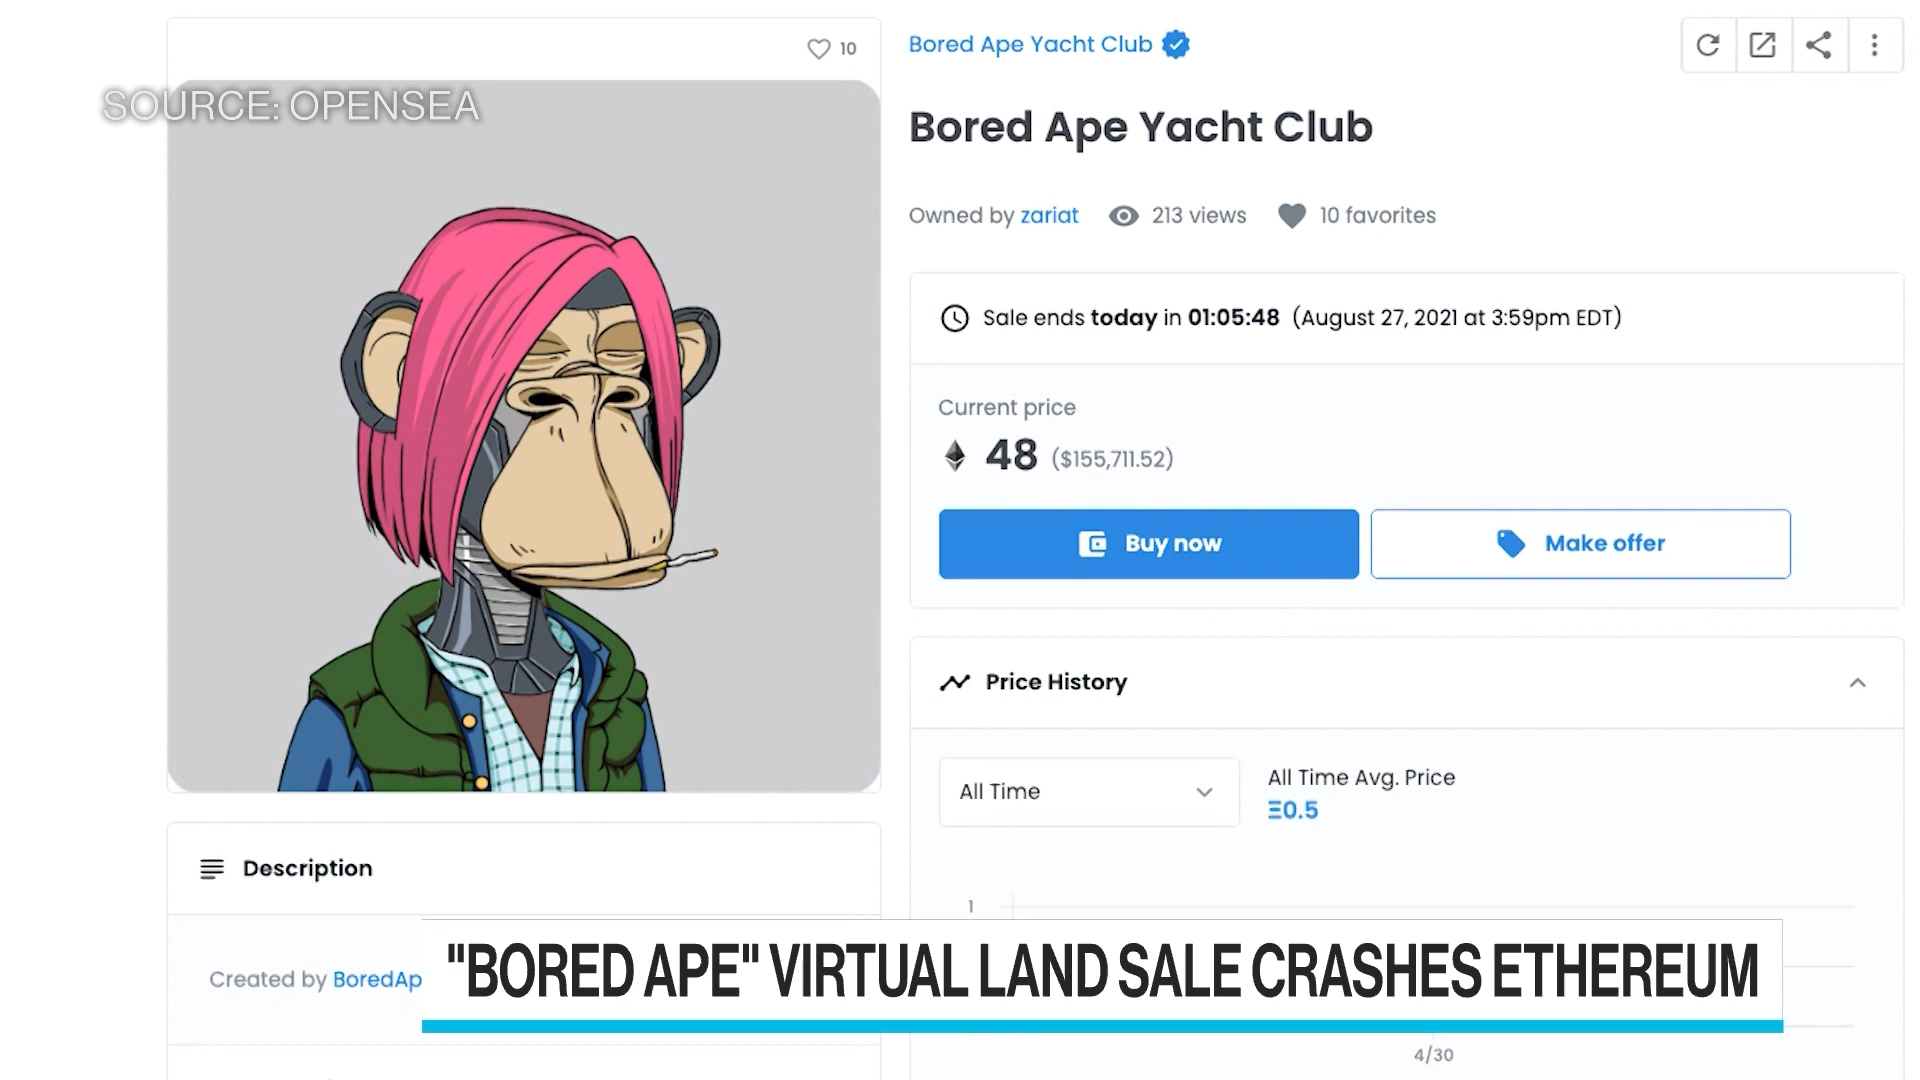 10
SOURCE: OPENSEA
Bored Ape Yacht Club
Bored Ape Yacht Club
Owned by zariat 213 views 10 favorites
Sale ends today in 01:05:48 (August 27, 2021 at 3:59pm EDT)
Current price
48 ($155,711.52)
Buy now
Make offer
Price History
All Time
All Time Avg. Price
Ξ0.5
1
4/30
Description
Created by BoredAp
"BORED APE" VIRTUAL LAND SALE CRASHES ETHEREUM